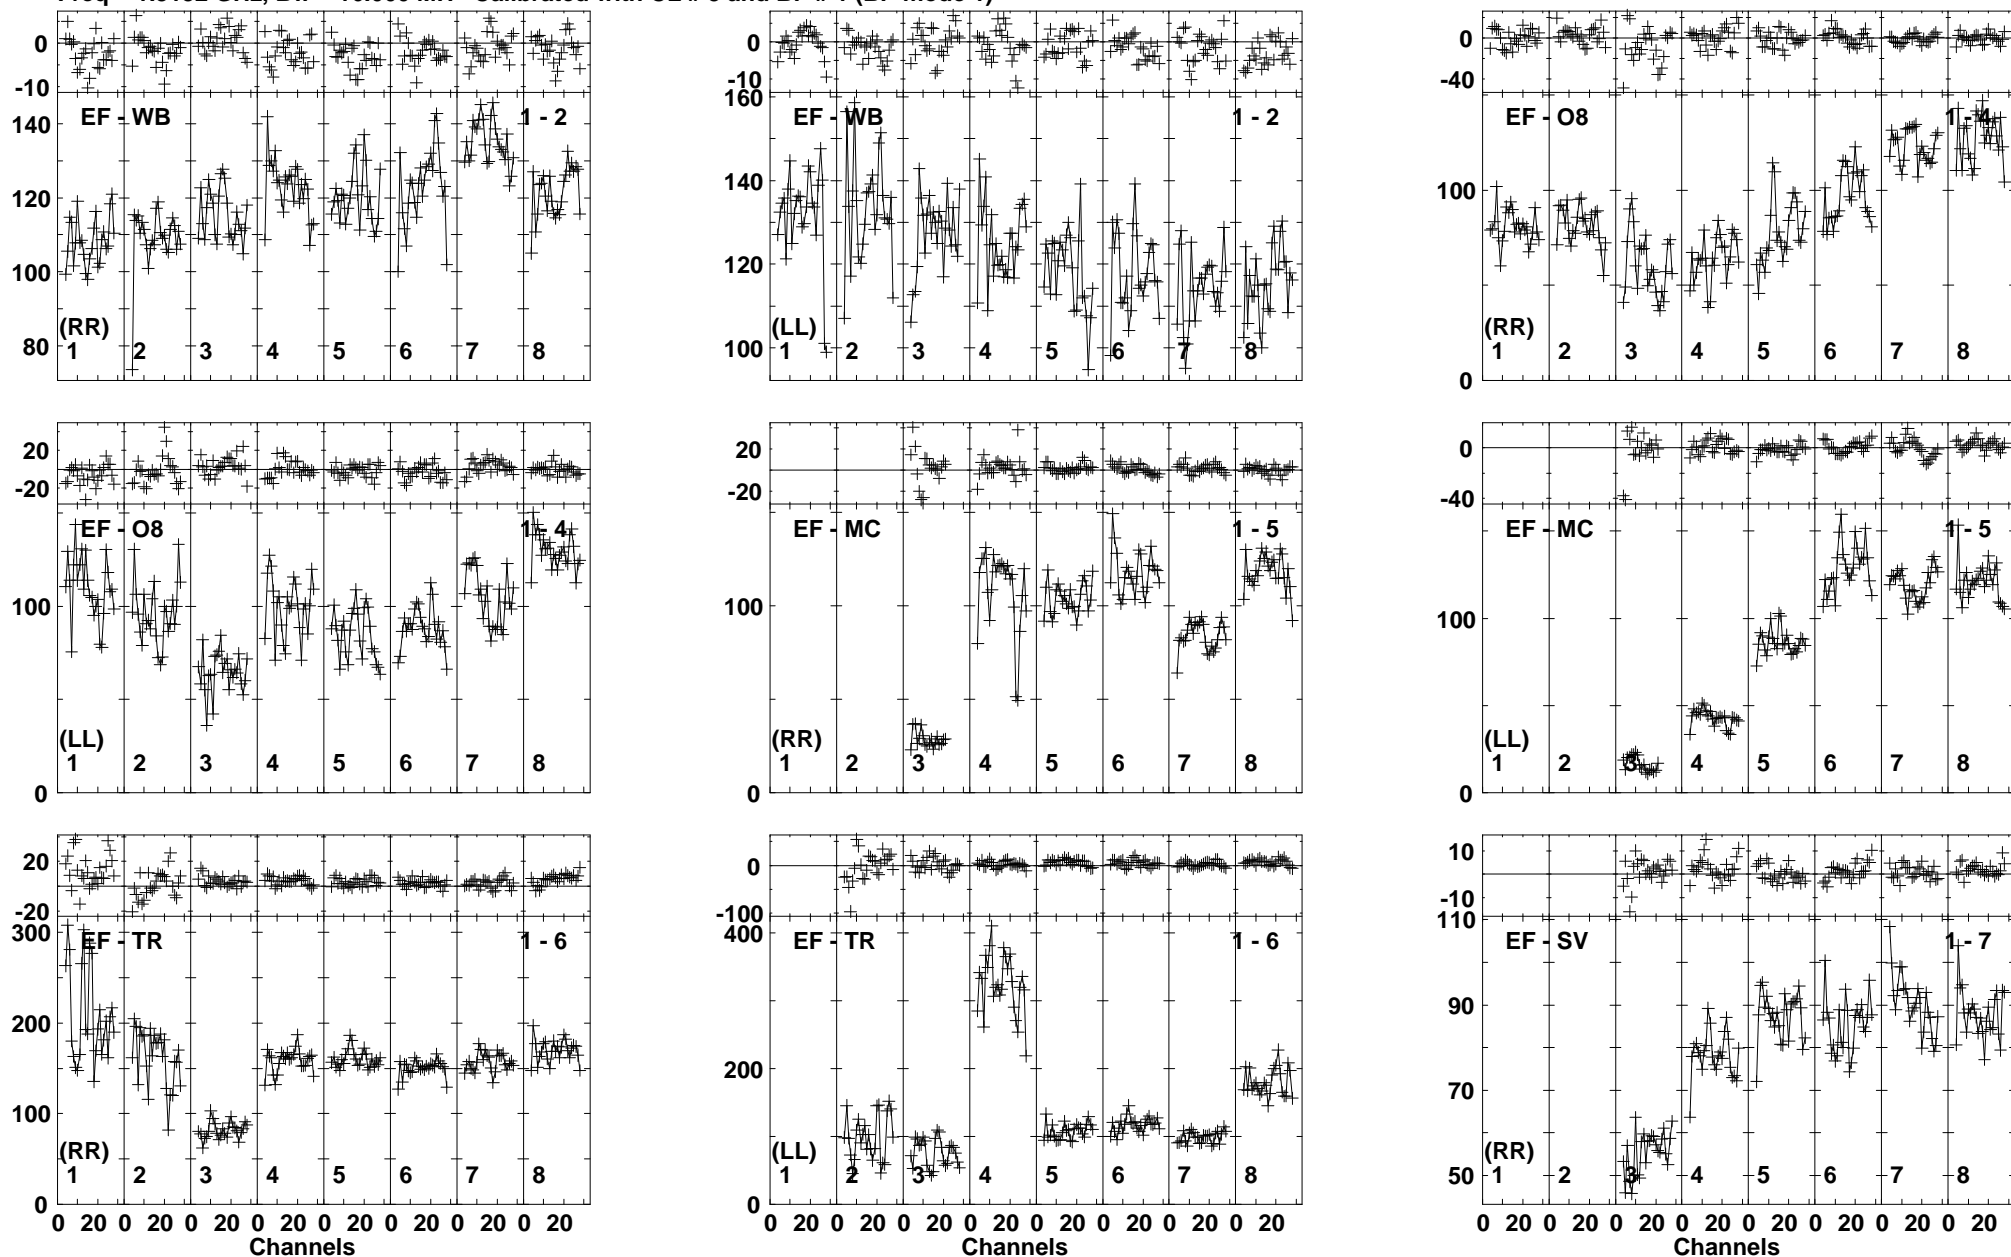 0 0 0
-10 -10 -40
140 EF - WB 1 - 2 160 EF - WB 1 - 2 EF - O8 1 - 4
120 140 100
100 120
80 100 0
(RR) 1 2 3 4 5 6 7 8 (LL) 1 2 3 4 5 6 7 8 (RR) 1 2 3 4 5 6 7 8
20 20 0
-20 -20 -40
EF - O8 1 - 4 EF - MC 1 - 5 EF - MC 1 - 5
100 100 100
(LL) 1 2 3 4 5 6 7 8 (RR) 1 2 3 4 5 6 7 8 (LL) 1 2 3 4 5 6 7 8
0 0 0
20 0 10
-20 -100 -10
300 EF - TR 1 - 6 400 EF - TR 1 - 6 110 EF - SV 1 - 7
200 200 90
100 70
(RR) 1 2 3 4 5 6 7 8 (LL) 1 2 3 4 5 6 7 8 (RR) 1 2 3 4 5 6 7 8
0 0 50
0 20 0 20 0 20 0 20 0 20 0 20 0 20 0 20 0 20 0 20 0 20 0 20 0 20 0 20 0 20 0 20 0 20 0 20 0 20 0 20 0 20 0 20 0 20 0 20
Channels Channels Channels